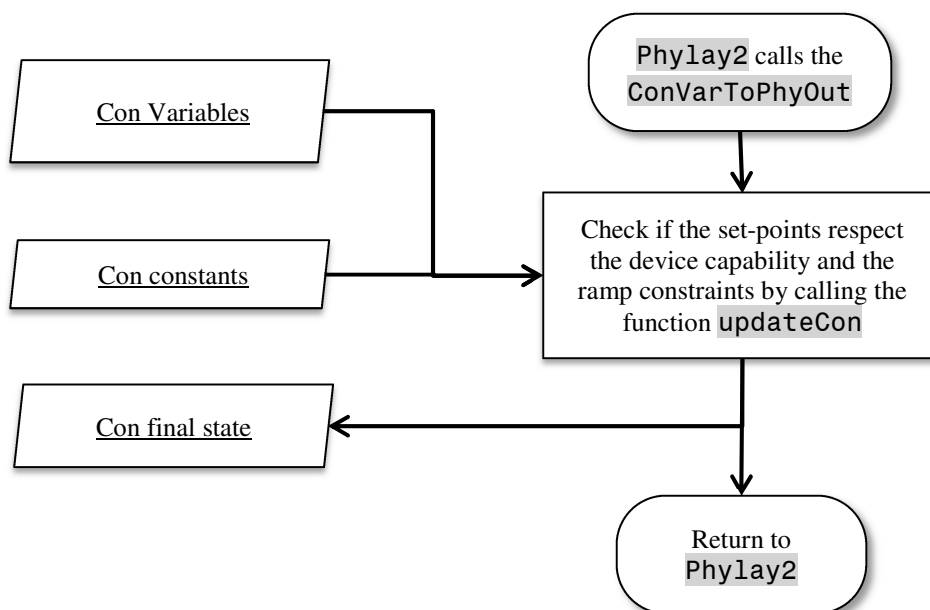 Phylay2 calls the
ConVarToPhyOut
Con Variables
Check if the set-points respect
the device capability and the
ramp constraints by calling the
function updateCon
Con constants
Con final state
Return to
Phylay2